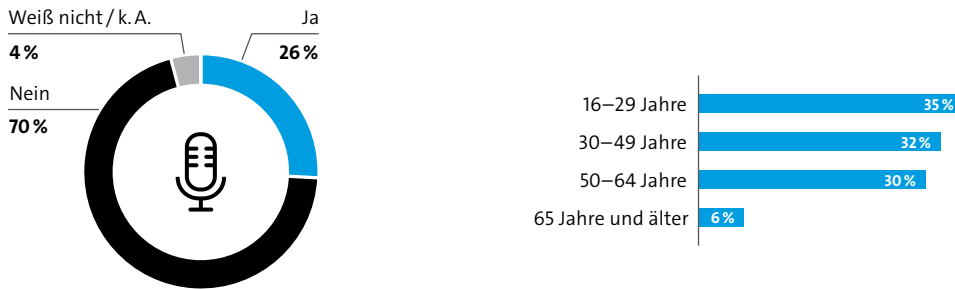 Weiß nicht / k. A.
4 %
Ja
26 %
Nein
70 %
16–29 Jahre 35 %
30–49 Jahre 32 %
50–64 Jahre 30 %
65 Jahre und älter 6 %